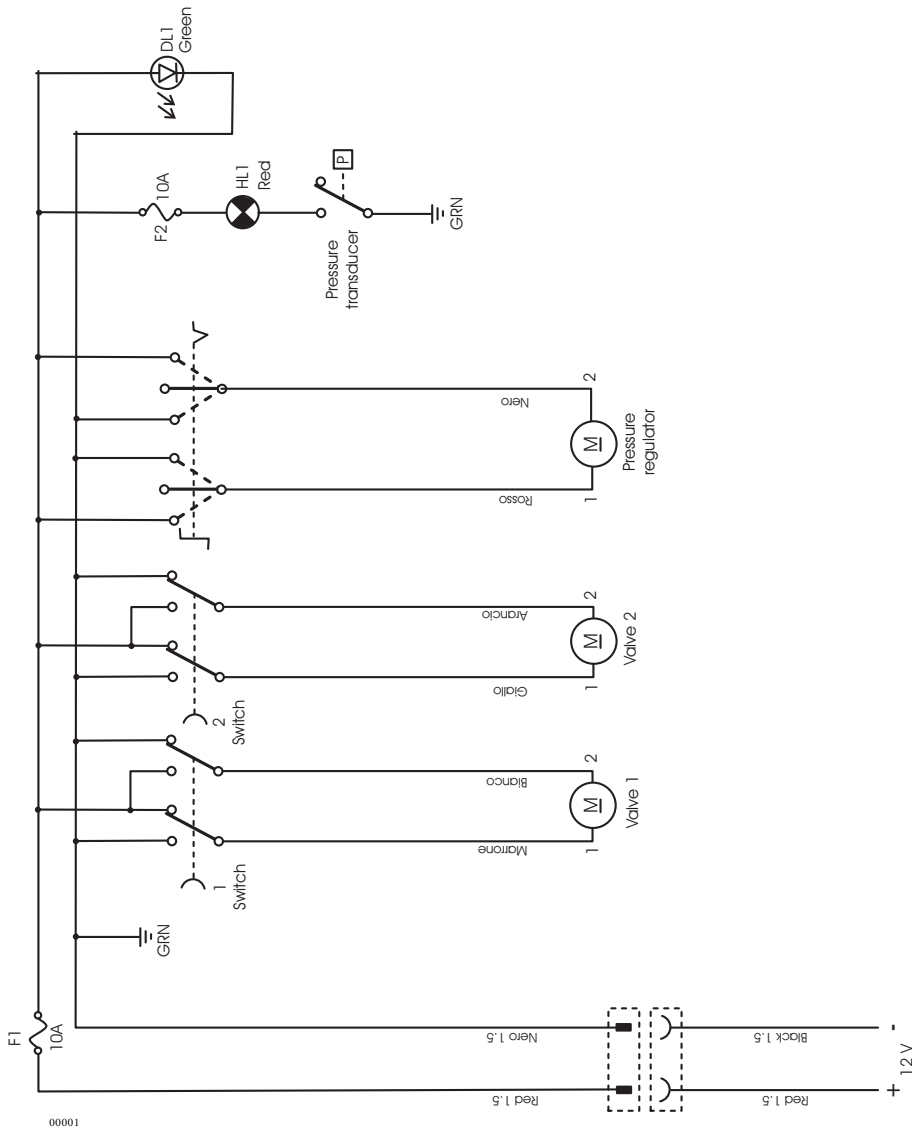 F1
10A
GRN
1
Switch
2
Switch
F2
10A
HL1
Red
P
Pressure
transducer
GRN
DL1
Green
Marrone
Bianco
Giallo
Arancio
Rosso
Nero
1
M
2
Valve 1
1
M
2
Valve 2
1
M
2
Pressure
regulator
Red 1.5
Nero 1.5
Red 1.5
Black 1.5
+
-
12 V
00001